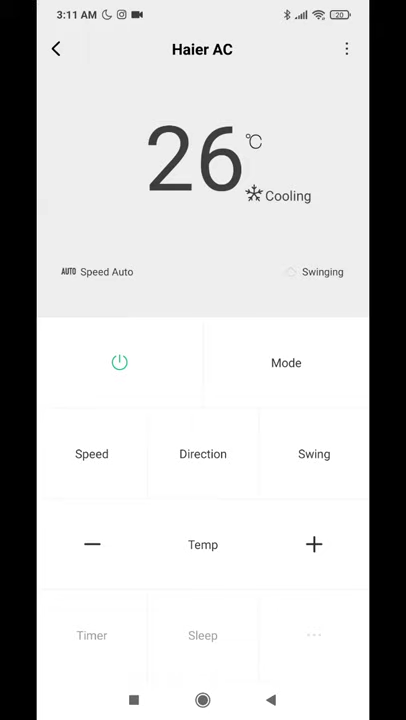 3:11 AM 20
Haier AC
26 °C
Cooling
AUTO Speed Auto Swinging
Mode
Speed Direction Swing
− Temp +
Timer Sleep ...